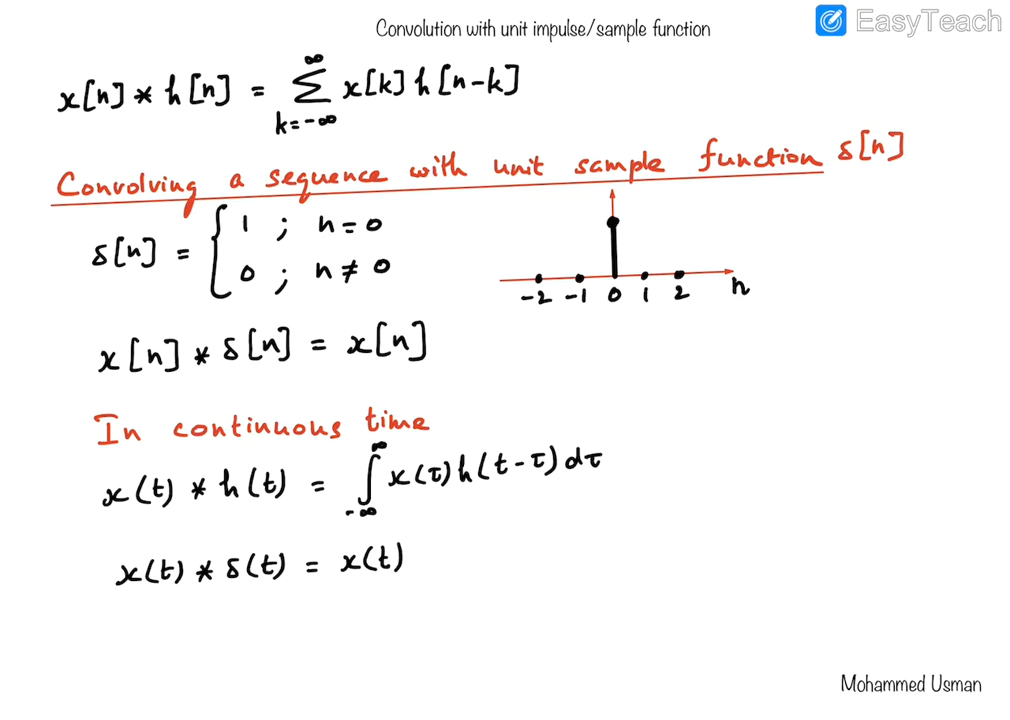 Convolution with unit impulse/sample function
EasyTeach
x[n] * h[n] = ∞ Σ k=-∞ x[k] h[n-k]
Convolving a sequence with unit sample function δ[n]
δ[n] = { 1 ; n = 0
0 ; n ≠ 0
-2 -1 0 1 2 n
x[n] * δ[n] = x[n]
In continuous time
x(t) * h(t) = ∫ ∞ -∞ x(τ) h(t-τ) dτ
x(t) * δ(t) = x(t)
Mohammed Usman